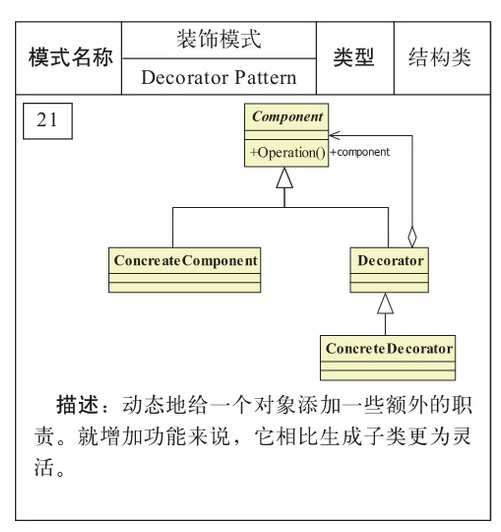 模式名称
装饰模式
Decorator Pattern
类型
结构类
21
Component
+Operation()
+component
ConcreateComponent
Decorator
ConcreteDecorator
描述：动态地给一个对象添加一些额外的职
责。就增加功能来说，它相比生成子类更为灵
活。